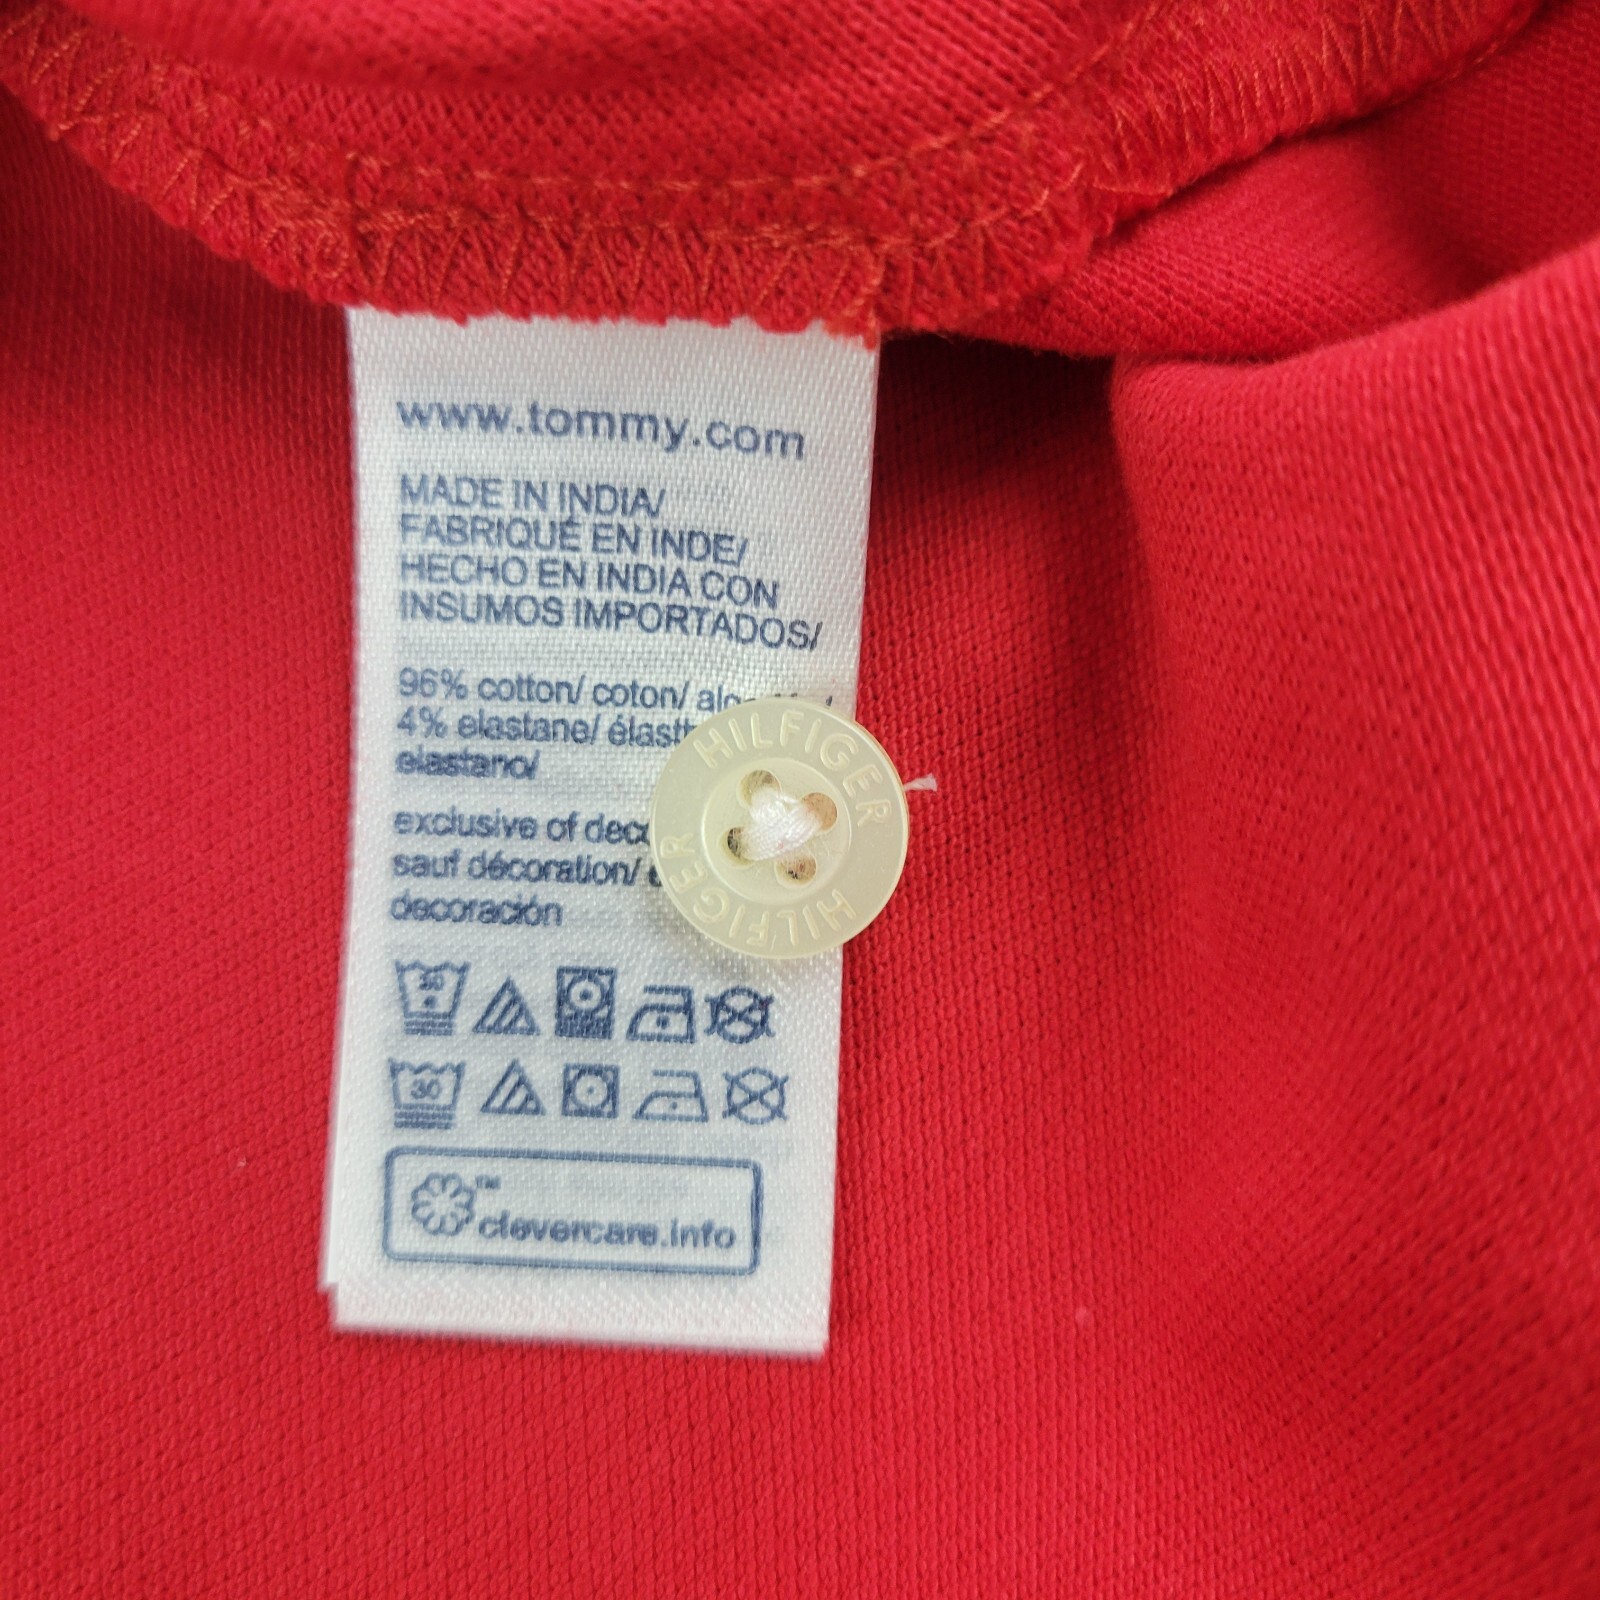 www.tommy.com
MADE IN INDIA/
FABRIQUÉ EN INDE/
HECHO EN INDIA CON
INSUMOS IMPORTADOS/
96% cotton/ coton/
4% elastane/
elastano/
exclusive of
sauf décoration/
decoración
HILFIGER
HILFIGER
30
30
™
clevercare.info